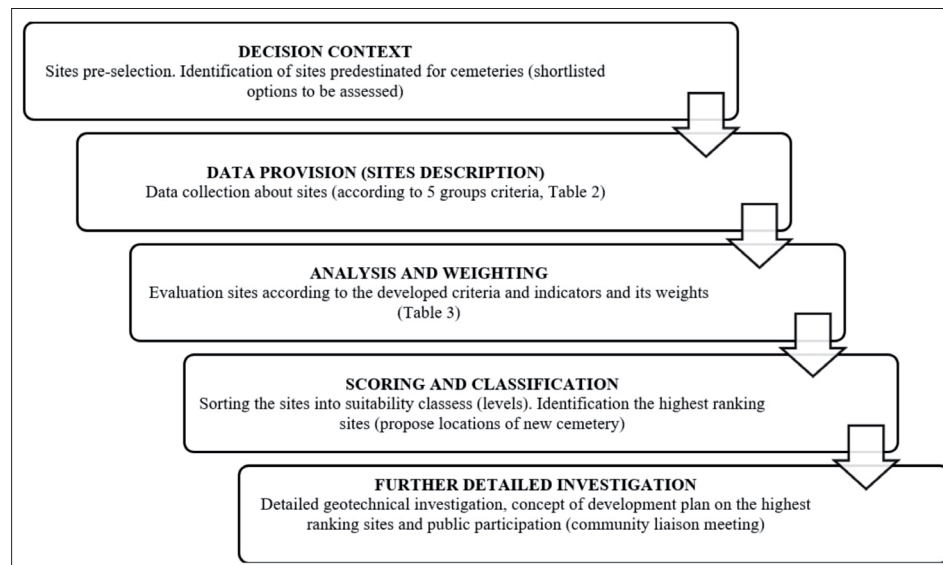 DECISION CONTEXT
Sites pre-selection. Identification of sites predestinated for cemeteries (shortlisted
options to be assessed)
DATA PROVISION (SITES DESCRIPTION)
Data collection about sites (according to 5 groups criteria, Table 2)
ANALYSIS AND WEIGHTING
Evaluation sites according to the developed criteria and indicators and its weights
(Table 3)
SCORING AND CLASSIFICATION
Sorting the sites into suitability classess (levels). Identification the highest ranking
sites (propose locations of new cemetery)
FURTHER DETAILED INVESTIGATION
Detailed geotechnical investigation, concept of development plan on the highest
ranking sites and public participation (community liaison meeting)